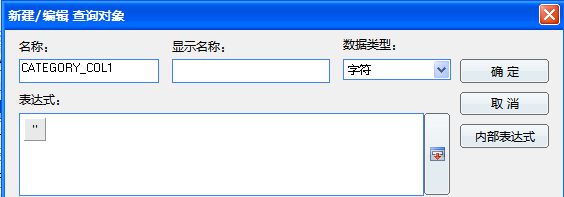 新建/编辑 查询对象
名称： 显示名称： 数据类型：
CATEGORY_COL1 字符 确 定
表达式： 取 消
'' 内部表达式